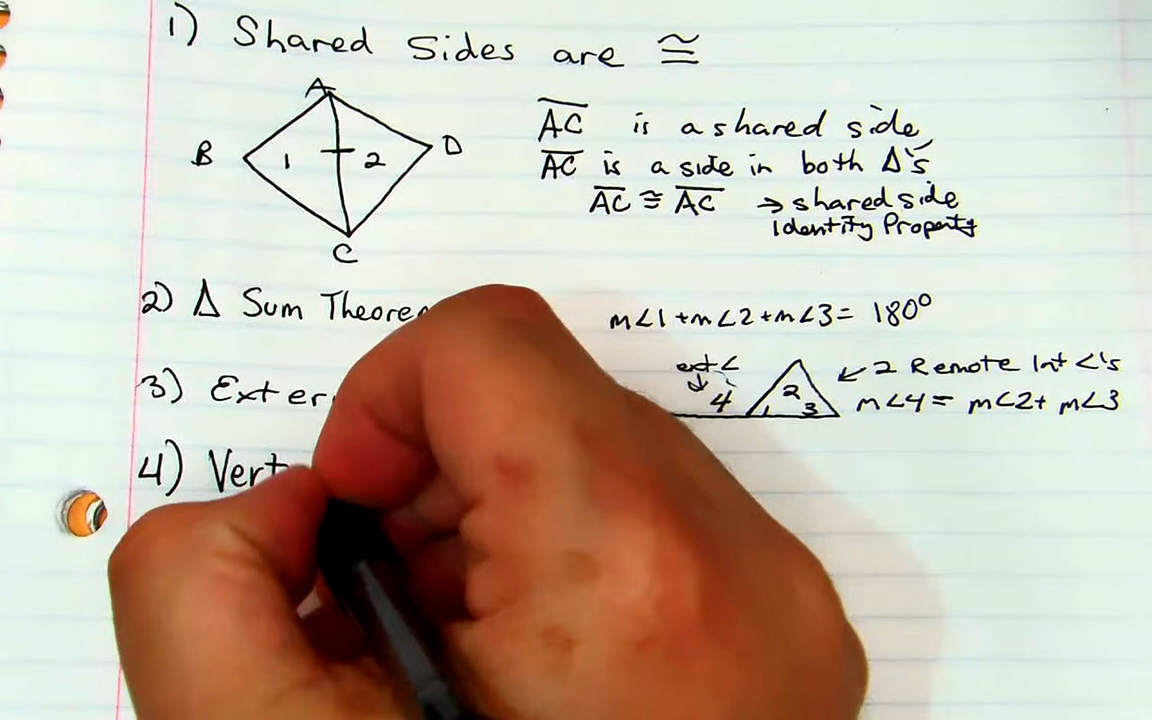 1) Shared Sides are ≅
A
B 1 2 D
C
AC is a shared side
AC is a side in both Δ's
AC ≅ AC → shared side
Identity Property
2) Δ Sum Theore
m∠1 + m∠2 + m∠3 = 180°
3) Exter
ext ∠
4 1 2 3
↙ 2 Remote Int ∠'s
m∠4 = m∠2 + m∠3
4) Vert